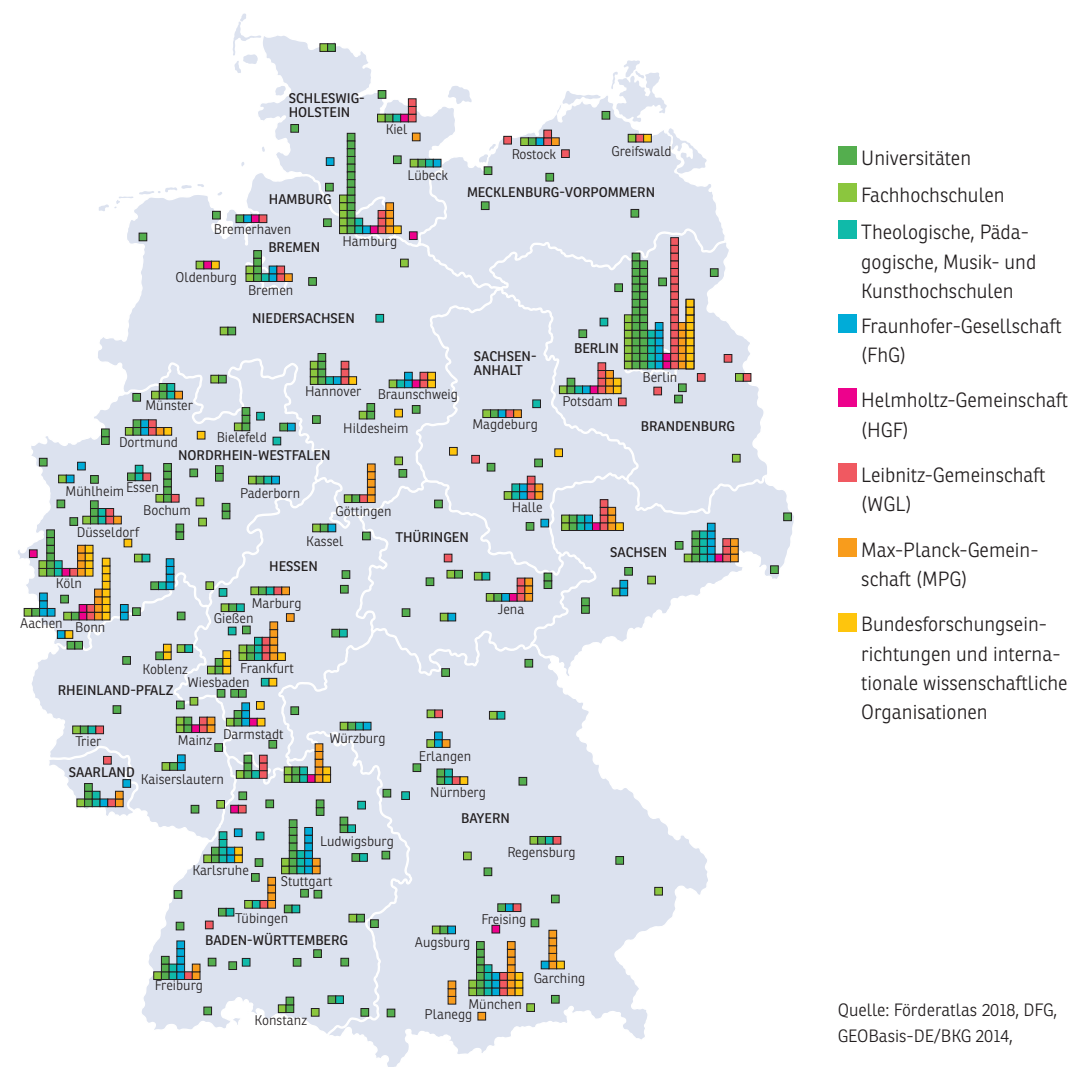 SCHLESWIG-
HOLSTEIN
Kiel
Rostock
Greifswald
Lübeck
MECKLENBURG-VORPOMMERN
HAMBURG
Bremerhaven
Hamburg
BREMEN
Oldenburg
Bremen
NIEDERSACHSEN
SACHSEN-
ANHALT
BERLIN
Berlin
Hannover
Braunschweig
Potsdam
Münster
Hildesheim
Magdeburg
BRANDENBURG
Dortmund
Bielefeld
NORDRHEIN-WESTFALEN
Mühlheim
Essen
Paderborn
Bochum
Göttingen
Halle
Düsseldorf
Kassel
THÜRINGEN
SACHSEN
HESSEN
Köln
Marburg
Jena
Gießen
Aachen
Bonn
Koblenz
Frankfurt
Wiesbaden
RHEINLAND-PFALZ
Trier
Mainz
Darmstadt
Würzburg
Erlangen
SAARLAND
Kaiserslautern
Nürnberg
BAYERN
Ludwigsburg
Regensburg
Karlsruhe
Stuttgart
Tübingen
Freising
BADEN-WÜRTTEMBERG
Augsburg
Garching
Freiburg
München
Planegg
Konstanz
Universitäten
Fachhochschulen
Theologische, Päda-
gogische, Musik- und
Kunsthochschulen
Fraunhofer-Gesellschaft
(FhG)
Helmholtz-Gemeinschaft
(HGF)
Leibnitz-Gemeinschaft
(WGL)
Max-Planck-Gemein-
schaft (MPG)
Bundesforschungsein-
richtungen und interna-
tionale wissenschaftliche
Organisationen
Quelle: Förderatlas 2018, DFG,
GEOBasis-DE/BKG 2014,